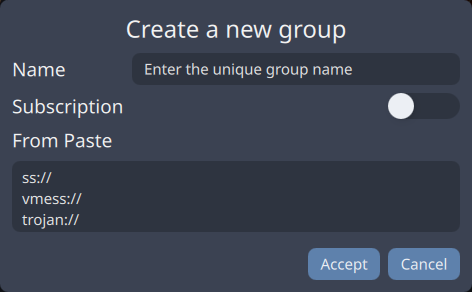 Create a new group
Name
Enter the unique group name
Subscription
From Paste
ss://
vmess://
trojan://
Accept
Cancel